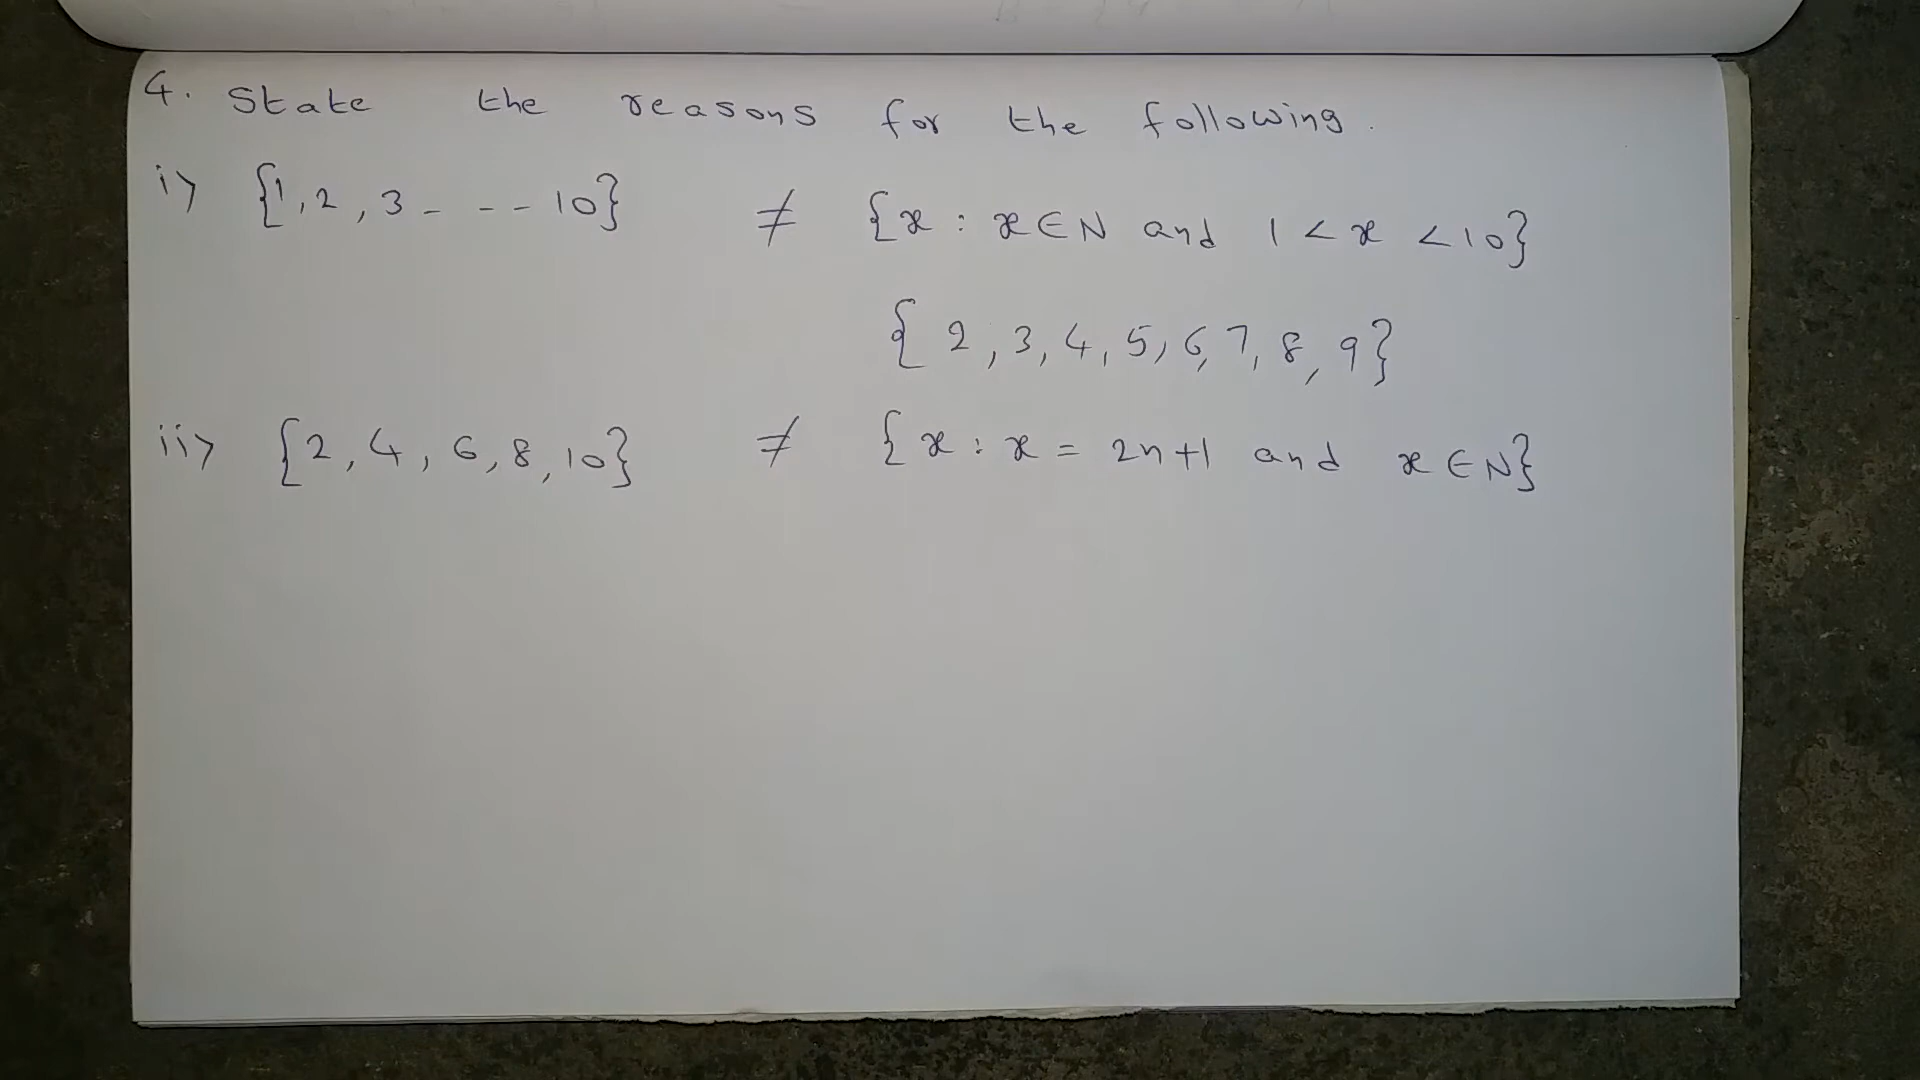 4. State the reasons for the following.
i> {1, 2, 3 - - - 10} ≠ {x : x ∈ N and 1 < x < 10}
{ 2, 3, 4, 5, 6, 7, 8, 9}
ii> {2, 4, 6, 8, 10} ≠ {x : x = 2n+1 and x ∈ N}